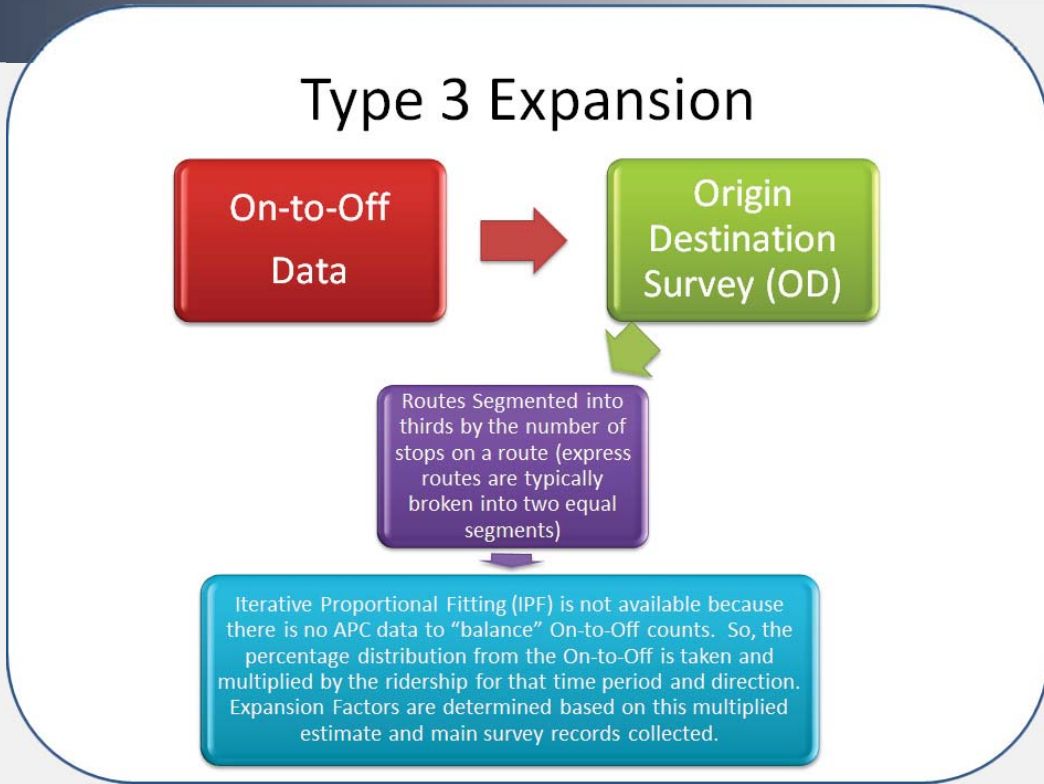 Type 3 Expansion
On-to-Off
Data
Origin
Destination
Survey (OD)
Routes Segmented into
thirds by the number of
stops on a route (express
routes are typically
broken into two equal
segments)
Iterative Proportional Fitting (IPF) is not available because
there is no APC data to “balance” On-to-Off counts.  So, the
percentage distribution from the On-to-Off is taken and
multiplied by the ridership for that time period and direction.
Expansion Factors are determined based on this multiplied
estimate and main survey records collected.